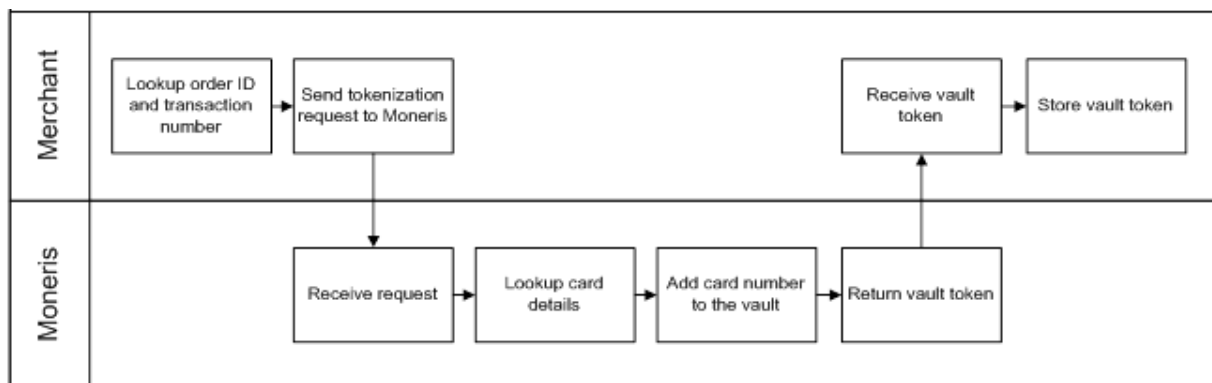 Merchant
Lookup order ID
and transaction
number
Send tokenization
request to Moneris
Receive vault
token
Store vault token
Moneris
Receive request
Lookup card
details
Add card number
to the vault
Return vault token